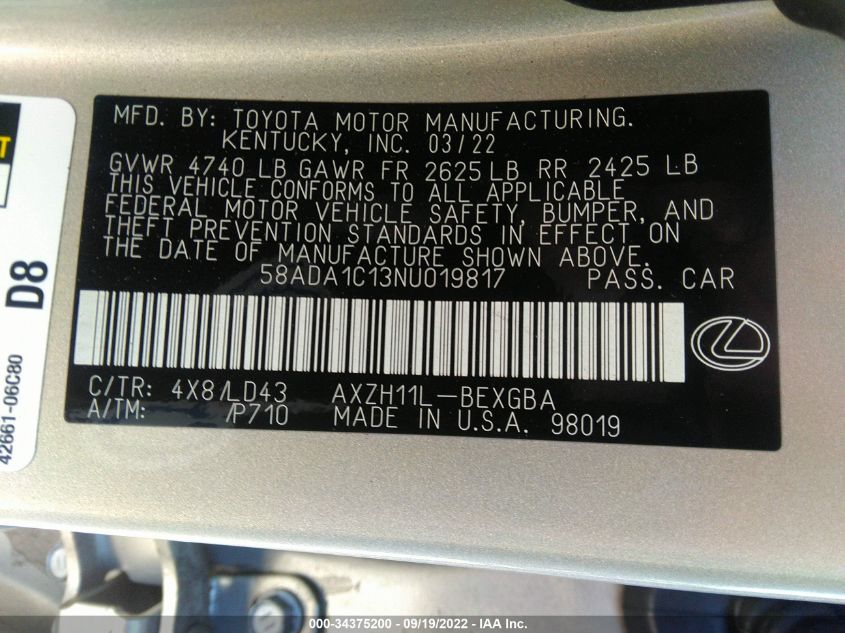 MFD. BY: TOYOTA MOTOR MANUFACTURING.
KENTUCKY, INC. 03/22
GVWR 4740 LB GAWR FR 2625 LB RR 2425 LB
THIS VEHICLE CONFORMS TO ALL APPLICABLE
FEDERAL MOTOR VEHICLE SAFETY, BUMPER, AND
THEFT PREVENTION STANDARDS IN EFFECT ON
THE DATE OF MANUFACTURE SHOWN ABOVE.
58ADA1C13NU019817 PASS. CAR
C/TR: 4X8/LD43 AXZH11L-BEXGBA
A/TM: /P710 MADE IN U.S.A. 98019
D8
42661-06C80
000-34375200 - 09/19/2022 - IAA Inc.